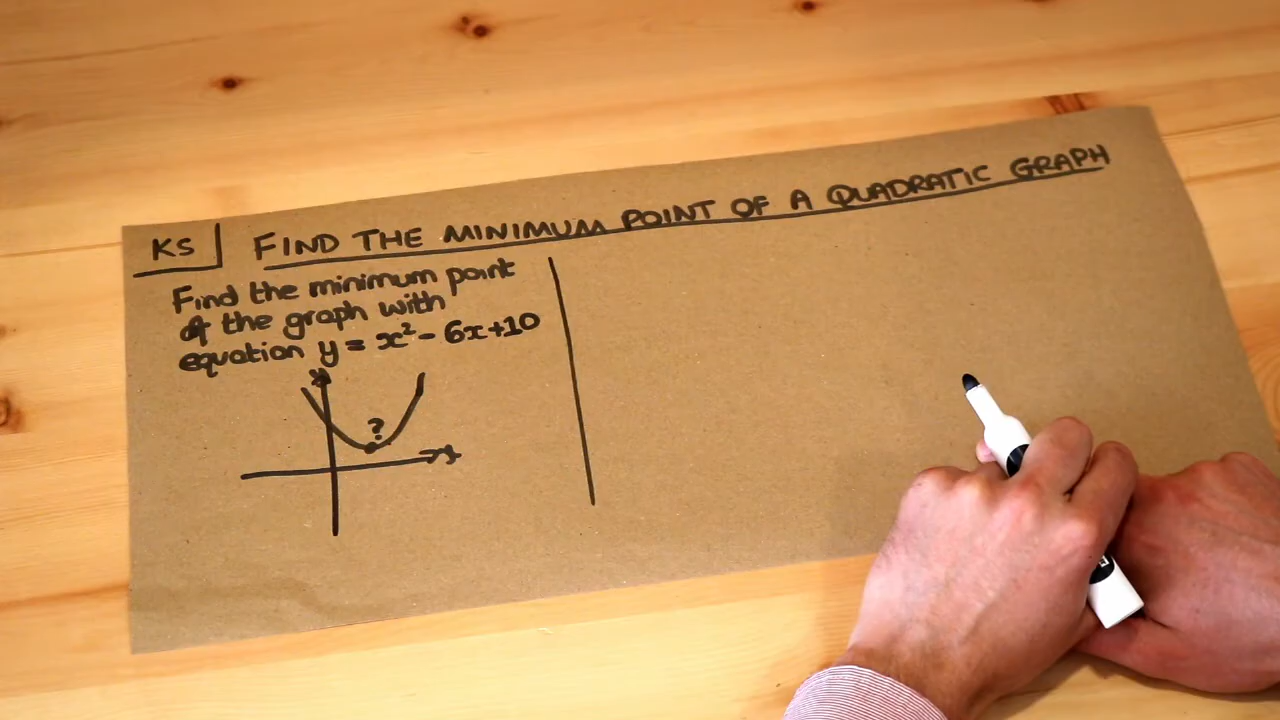 KS
FIND THE MINIMUM POINT OF A QUADRATIC GRAPH
Find the minimum point
of the graph with
equation y = x² - 6x+10
y
?
x